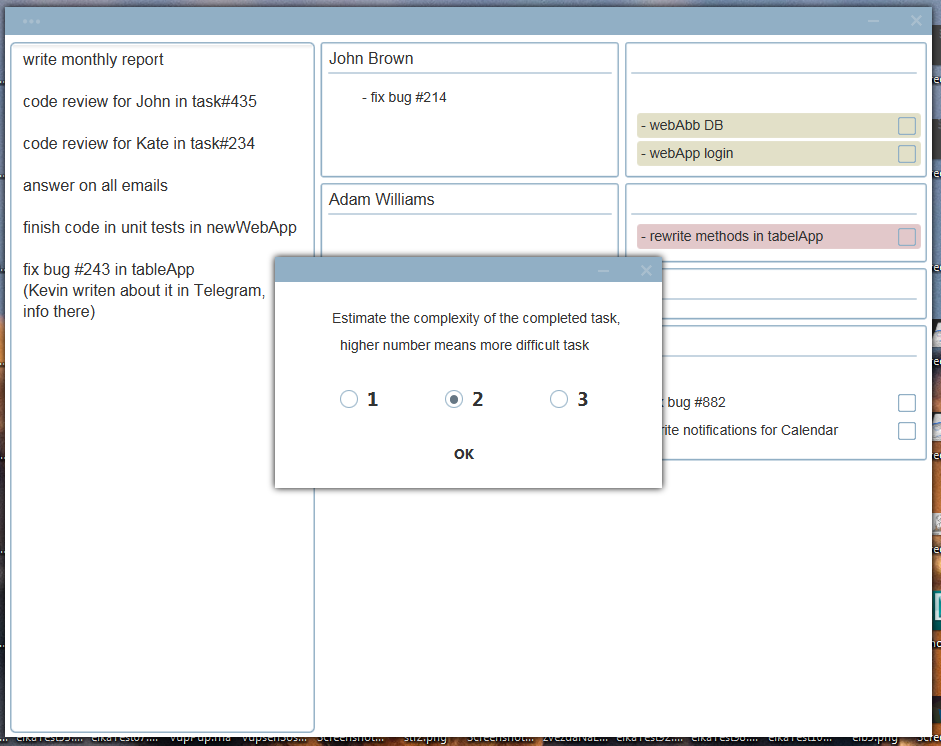 write monthly report
code review for John in task#435
code review for Kate in task#234
answer on all emails
finish code in unit tests in newWebApp
fix bug #243 in tableApp
(Kevin writen about it in Telegram,
info there)
John Brown
- fix bug #214
- webAbb DB
- webApp login
Adam Williams
- rewrite methods in tabelApp
Estimate the complexity of the completed task,
higher number means more difficult task
1 2 3
OK
bug #882
notifications for Calendar